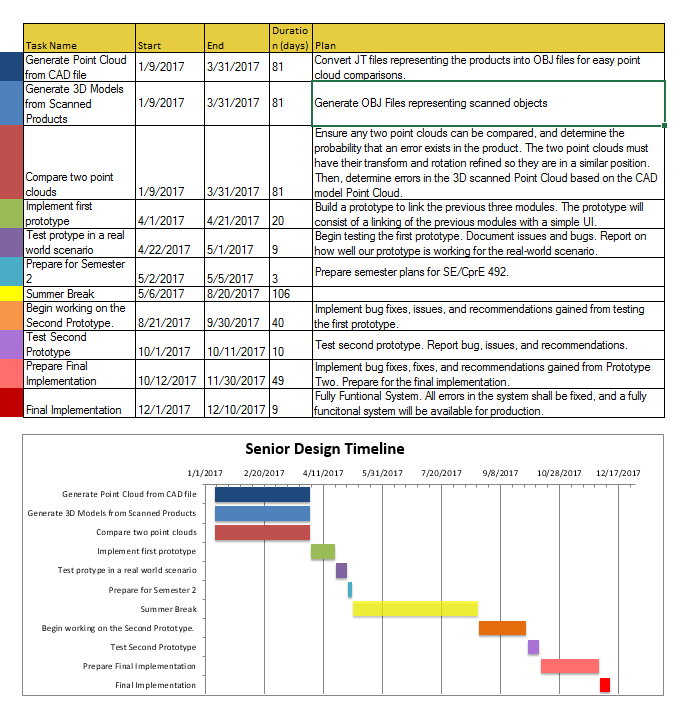 Task Name Start End Duratio n (days) Plan
Generate Point Cloud 1/9/2017 3/31/2017 81 Convert JT files representing the products into OBJ files for easy point
from CAD file cloud comparisons.
Generate 3D Models
from Scanned 1/9/2017 3/31/2017 81 Generate OBJ Files representing scanned objects
Products
Ensure any two point clouds can be compared, and determine the
probability that an error exists in the product. The two point clouds must
have their transform and rotation refined so they are in a similar position.
Compare two point Then, determine errors in the 3D scanned Point Cloud based on the CAD
clouds 1/9/2017 3/31/2017 81 model Point Cloud.
Implement first Build a prototype to link the previous three modules. The prototype will
prototype 4/1/2017 4/21/2017 20 consist of a linking of the previous modules with a simple UI.
Test protype in a real Begin testing the first prototype. Document issues and bugs. Report on
world scenario 4/22/2017 5/1/2017 9 how well our prototype is working for the real-world scenario.
Prepare for Semester
2 5/2/2017 5/5/2017 3 Prepare semester plans for SE/CprE 492.
Summer Break 5/6/2017 8/20/2017 106
Begin working on the Implement bug fixes, issues, and recommendations gained from testing
Second Prototype. 8/21/2017 9/30/2017 40 the first prototype.
Test Second
Prototype 10/1/2017 10/11/2017 10 Test second prototype. Report bug, issues, and recommendations.
Prepare Final Implement bug fixes, fixes, and recommendations gained from Prototype
Implementation 10/12/2017 11/30/2017 49 Two. Prepare for the final implementation.
Fully Funtional System. All errors in the system shall be fixed, and a fully
Final Implementation 12/1/2017 12/10/2017 9 funcitonal system will be available for production.
Senior Design Timeline
1/1/2017 2/20/2017 4/11/2017 5/31/2017 7/20/2017 9/8/2017 10/28/2017 12/17/2017
Generate Point Cloud from CAD file
Generate 3D Models from Scanned Products
Compare two point clouds
Implement first prototype
Test protype in a real world scenario
Prepare for Semester 2
Summer Break
Begin working on the Second Prototype.
Test Second Prototype
Prepare Final Implementation
Final Implementation